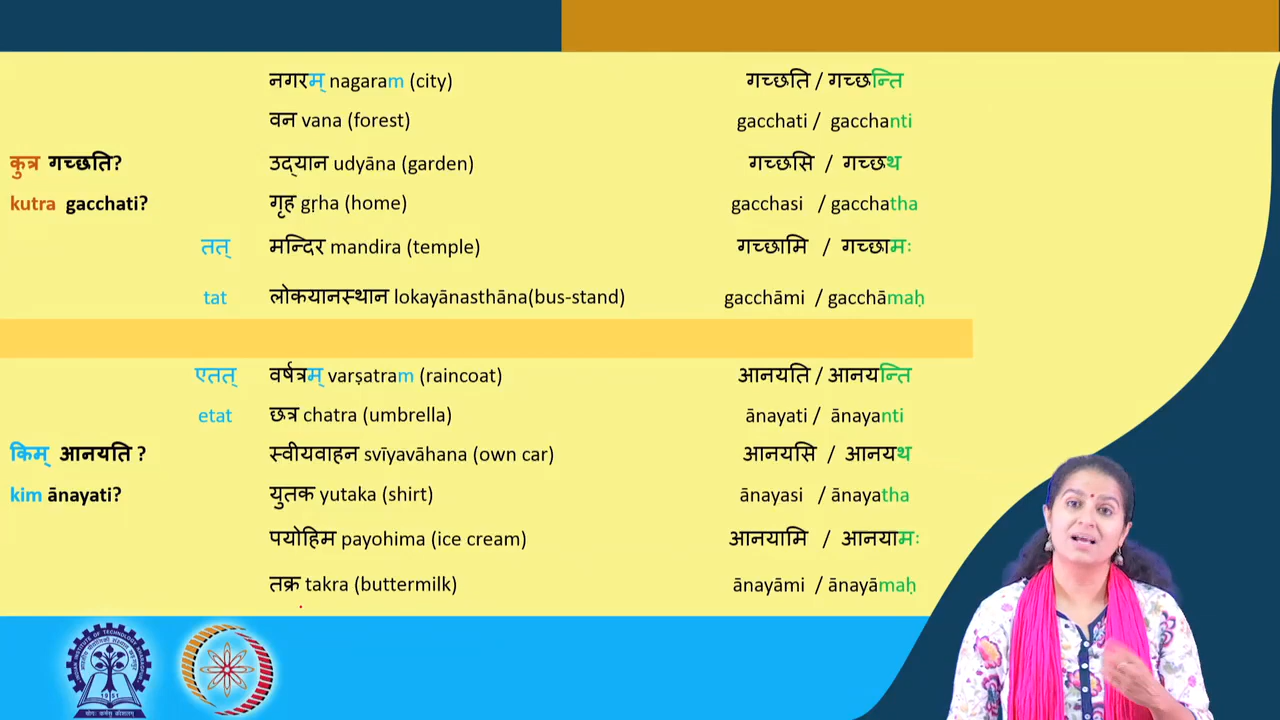 नगरम् nagaram (city) गच्छति / गच्छन्ति
वन vana (forest) gacchati / gacchanti
कुत्र गच्छति? उद्यान udyāna (garden) गच्छसि / गच्छथ
kutra gacchati? गृह gṛha (home) gacchasi / gacchatha
तत् मन्दिर mandira (temple) गच्छामि / गच्छामः
tat लोकयानस्थान lokayānasthāna(bus-stand) gacchāmi / gacchāmaḥ
एतत् वर्षत्रम् varṣatram (raincoat) आनयति / आनयन्ति
etat छत्र chatra (umbrella) ānayati / ānayanti
किम् आनयति ? स्वीयवाहन svīyavāhana (own car) आनयसि / आनयथ
kim ānayati? युतक yutaka (shirt) ānayasi / ānayatha
पयोहिम payohima (ice cream) आनयामि / आनयामः
तक्र takra (buttermilk) ānayāmi / ānayāmaḥ